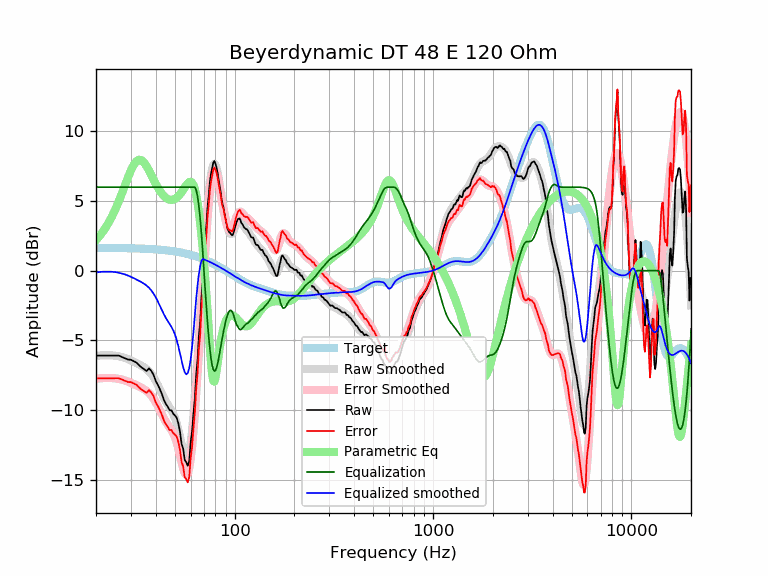 Beyerdynamic DT 48 E 120 Ohm
Amplitude (dBr)
10
5
0
−5
−10
−15
Target
Raw Smoothed
Error Smoothed
Raw
Error
Parametric Eq
Equalization
Equalized smoothed
100
1000
10000
Frequency (Hz)